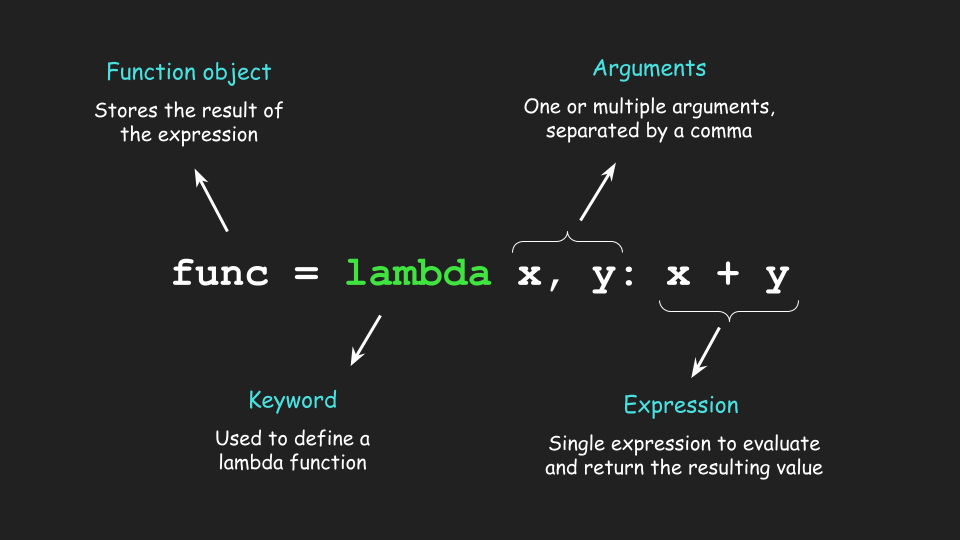 Function object
Stores the result of
the expression
Arguments
One or multiple arguments,
separated by a comma
func = lambda x, y: x + y
Keyword
Used to define a
lambda function
Expression
Single expression to evaluate
and return the resulting value